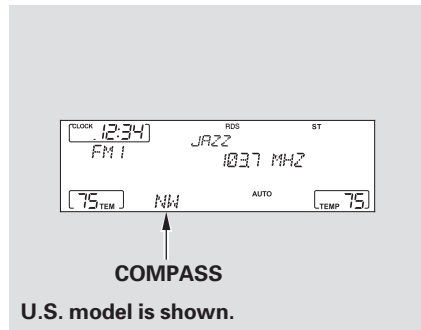 CLOCK 12:34 RDS ST
FM1 JAZZ
103.7 MHZ
75 TEM NW AUTO TEMP 75
COMPASS
U.S. model is shown.